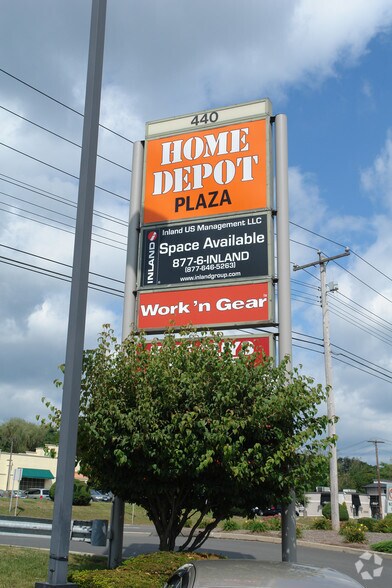 440
HOME DEPOT
PLAZA
INLAND
Inland US Management LLC
Space Available
877-6-INLAND
(877-646-5263)
www.inlandgroup.com
Work 'n Gear